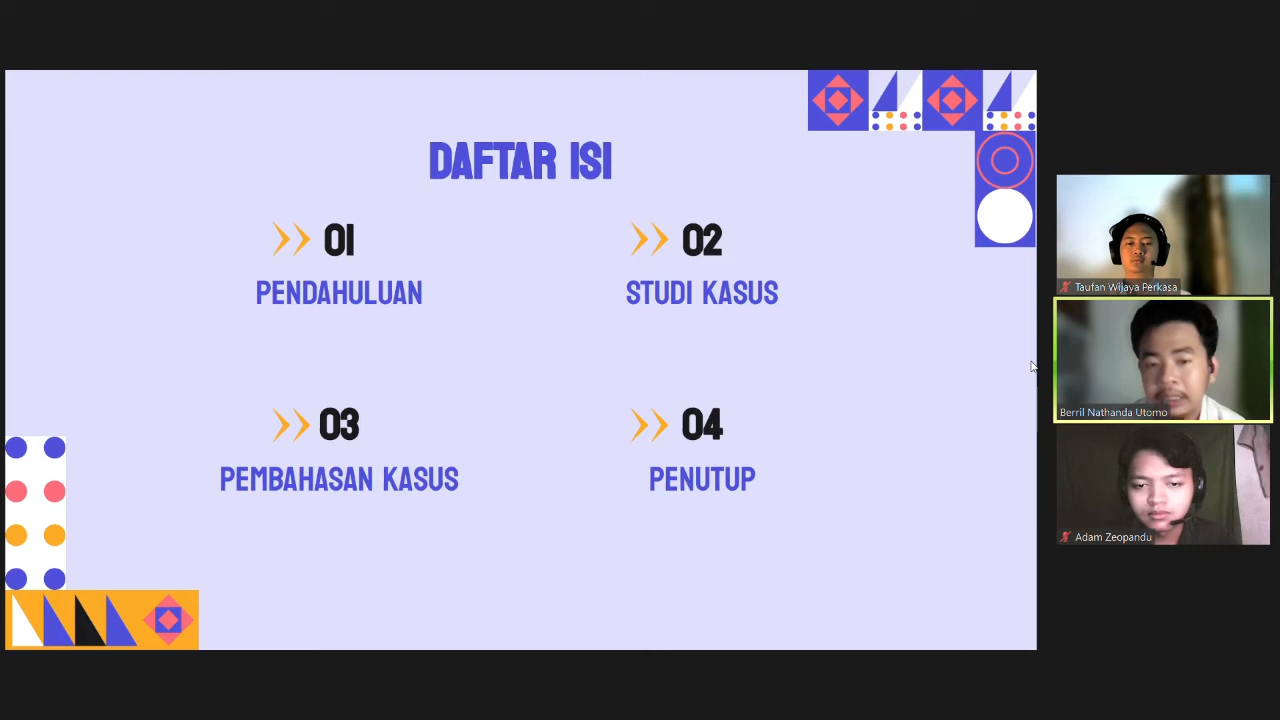 DAFTAR ISI
01
PENDAHULUAN
02
STUDI KASUS
03
PEMBAHASAN KASUS
04
PENUTUP
Taufan Wijaya Perkasa
Berril Nathanda Utomo
Adam Zeopandu